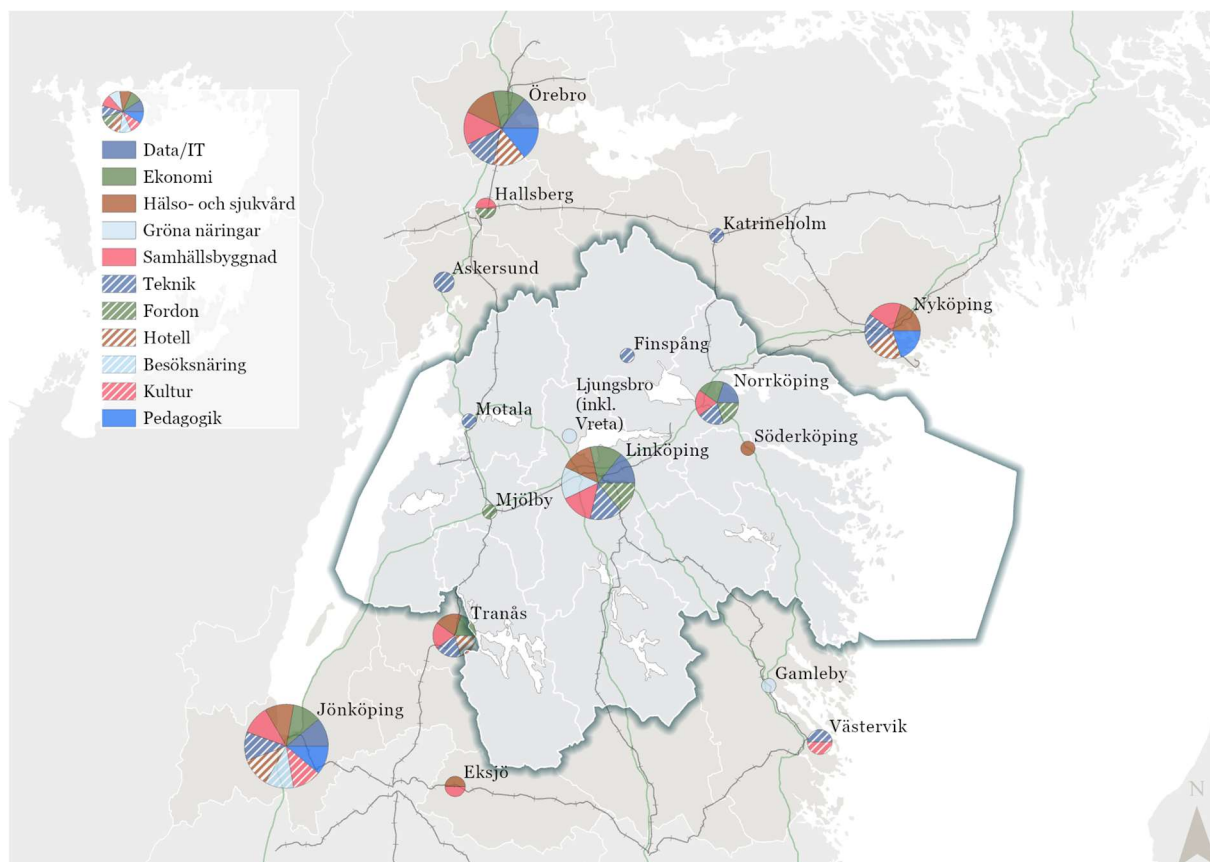 Data/IT
Ekonomi
Hälso- och sjukvård
Gröna näringar
Samhällsbyggnad
Teknik
Fordon
Hotell
Besöksnäring
Kultur
Pedagogik
Örebro
Hallsberg
Katrineholm
Askersund
Nyköping
Finspång
Norrköping
Ljungsbro
(inkl.
Vreta)
Motala
Söderköping
Linköping
Mjölby
Tranås
Gamleby
Jönköping
Västervik
Eksjö
N